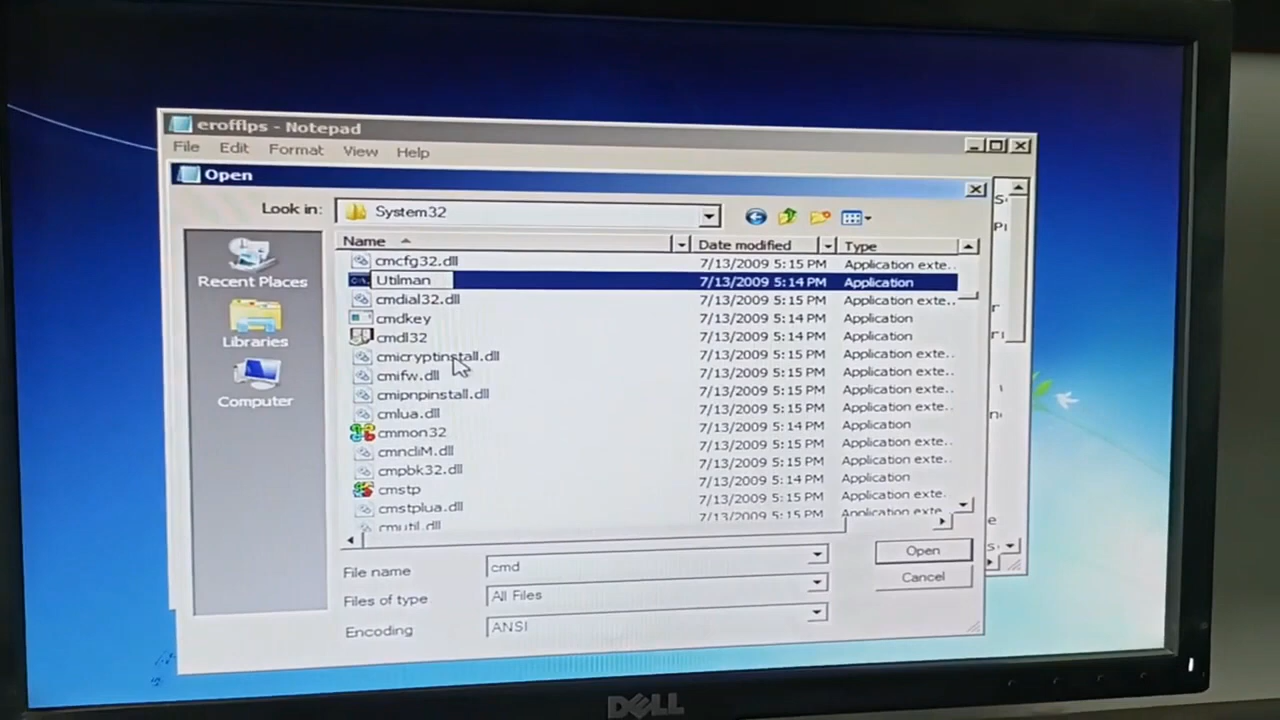 erofflps - Notepad
File Edit Format View Help
Open
Look in: System32
Name Date modified Type
cmcfg32.dll 7/13/2009 5:15 PM Application exte..
Utilman 7/13/2009 5:14 PM Application
cmdial32.dll 7/13/2009 5:15 PM Application exte..
cmdkey 7/13/2009 5:14 PM Application
cmdl32 7/13/2009 5:14 PM Application
cmicryptinstall.dll 7/13/2009 5:15 PM Application exte..
cmifw.dll 7/13/2009 5:15 PM Application exte..
cmipnpinstall.dll 7/13/2009 5:15 PM Application exte..
cmlua.dll 7/13/2009 5:15 PM Application exte..
cmmon32 7/13/2009 5:14 PM Application
cmncliM.dll 7/13/2009 5:15 PM Application exte..
cmpbk32.dll 7/13/2009 5:15 PM Application exte..
cmstp 7/13/2009 5:14 PM Application
cmstplua.dll 7/13/2009 5:15 PM Application exte.
cmutil.dll 7/13/2009 5:15 PM Application exte..
Recent Places
Libraries
Computer
File name cmd Open
Files of type All Files Cancel
Encoding ANSI
DELL